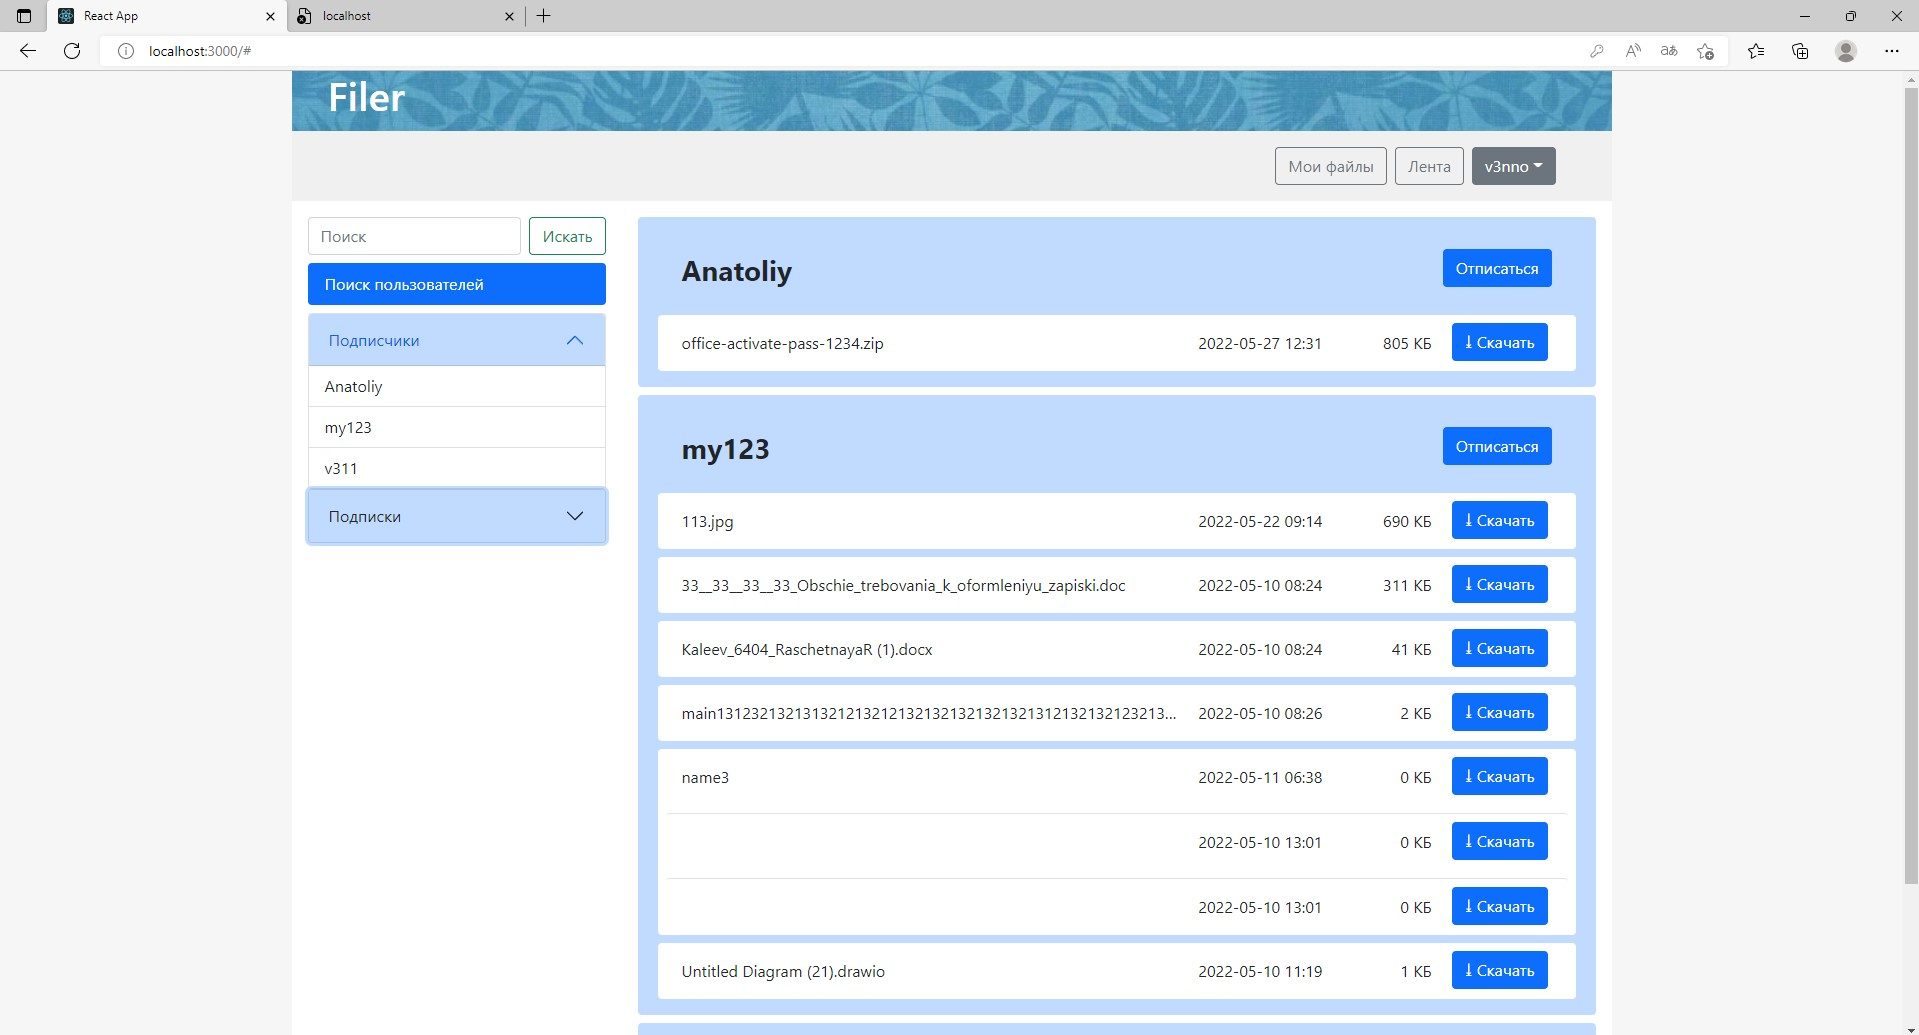 React App
localhost
localhost:3000/#
Filer
Мои файлы
Лента
v3nno
Поиск
Искать
Поиск пользователей
Подписчики
Anatoliy
my123
v311
Подписки
Anatoliy
Отписаться
office-activate-pass-1234.zip 2022-05-27 12:31 805 КБ Скачать
my123
Отписаться
113.jpg 2022-05-22 09:14 690 КБ Скачать
33__33__33__33_Obschie_trebovania_k_oformleniyu_zapiski.doc 2022-05-10 08:24 311 КБ Скачать
Kaleev_6404_RaschetnayaR (1).docx 2022-05-10 08:24 41 КБ Скачать
2022-05-10 08:26 2 КБ Скачать
name3 2022-05-11 06:38 0 КБ Скачать
2022-05-10 13:01 0 КБ Скачать
2022-05-10 13:01 0 КБ Скачать
Untitled Diagram (21).drawio 2022-05-10 11:19 1 КБ Скачать